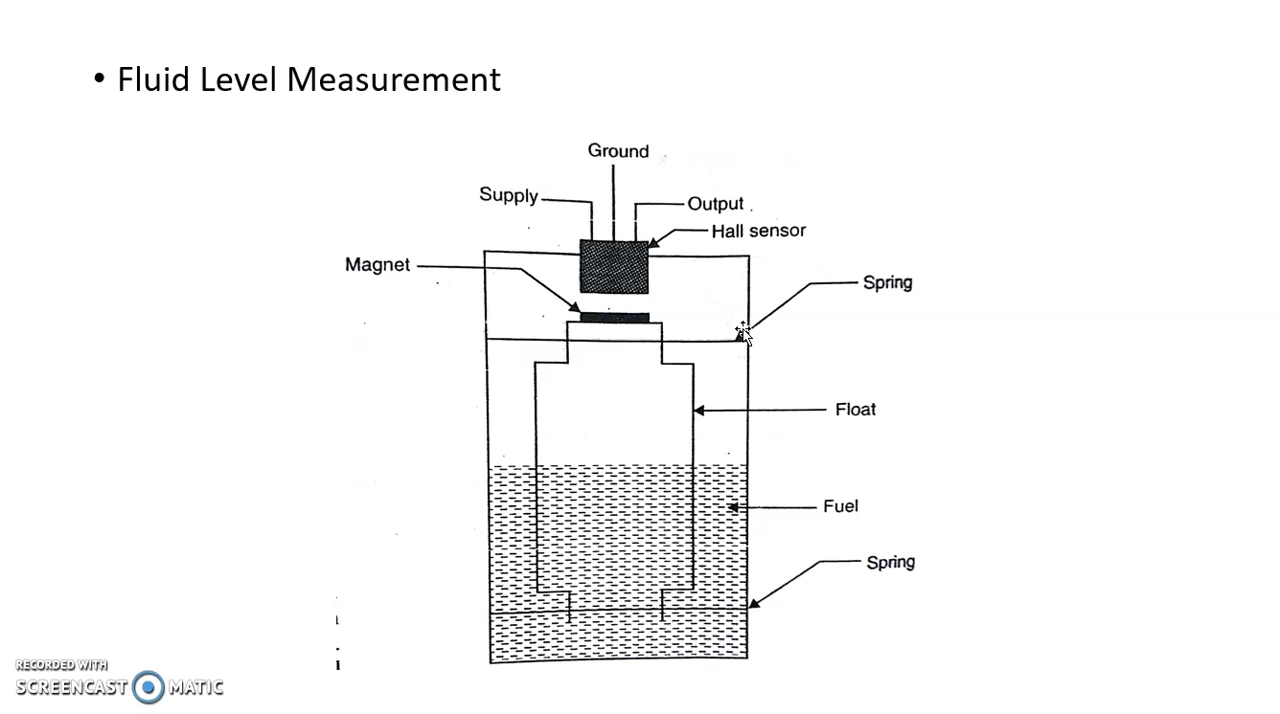 • Fluid Level Measurement
Ground
Supply
Output
Hall sensor
Magnet
Spring
Float
Fuel
Spring
RECORDED WITH
SCREENCAST MATIC